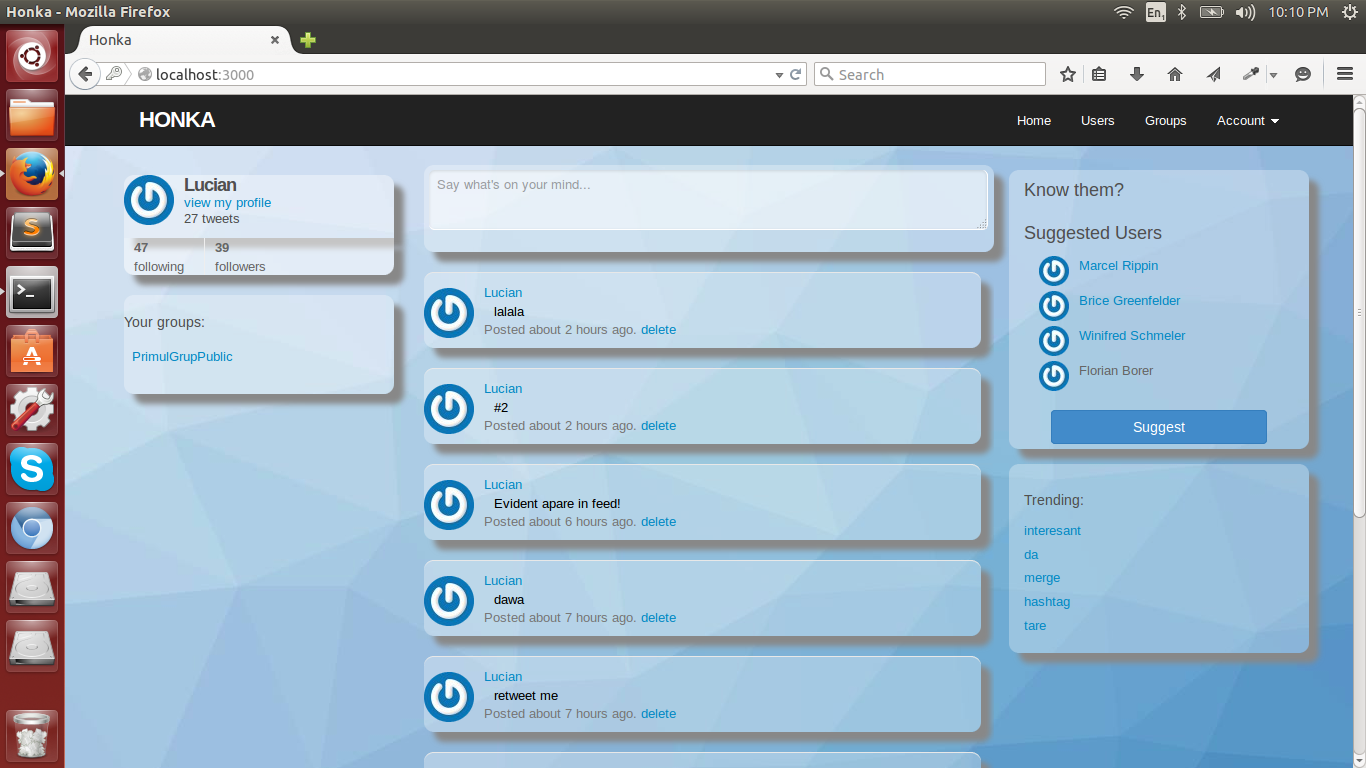 Honka - Mozilla Firefox
En1 10:10 PM
Honka
localhost:3000
Search
HONKA
Home Users Groups Account
Lucian
view my profile
27 tweets
47 39
following followers
Your groups:
PrimulGrupPublic
Say what's on your mind...
Lucian
lalala
Posted about 2 hours ago. delete
Lucian
#2
Posted about 2 hours ago. delete
Lucian
Evident apare in feed!
Posted about 6 hours ago. delete
Lucian
dawa
Posted about 7 hours ago. delete
Lucian
retweet me
Posted about 7 hours ago. delete
Know them?
Suggested Users
Marcel Rippin
Brice Greenfelder
Winifred Schmeler
Florian Borer
Suggest
Trending:
interesant
da
merge
hashtag
tare